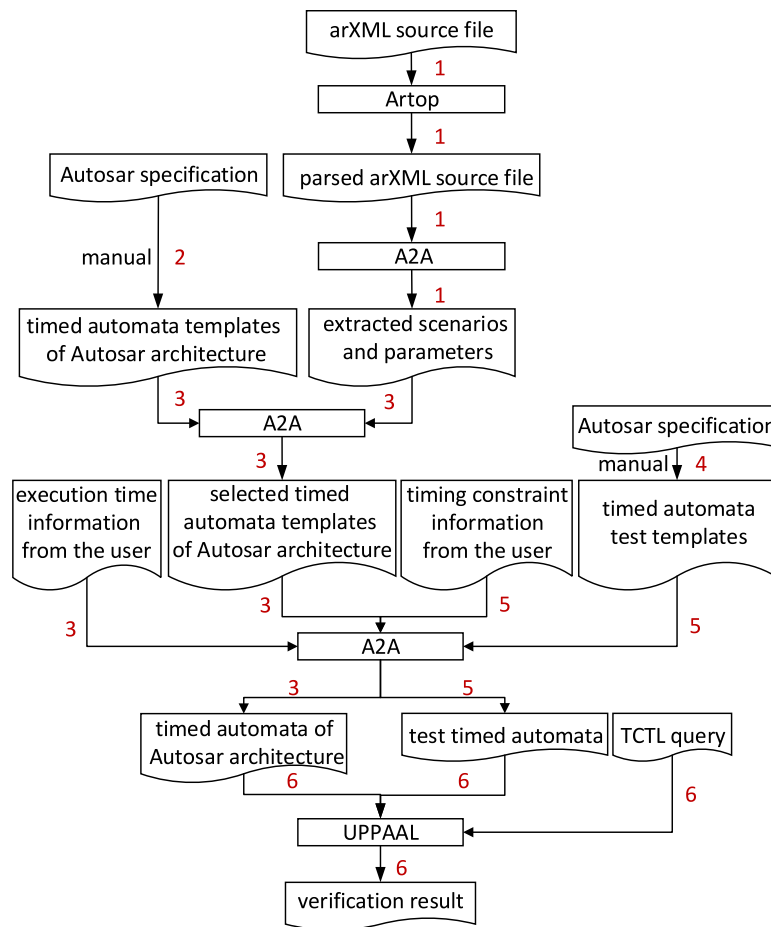 arXML source file
1
Artop
1
Autosar specification
parsed arXML source file
1
manual
2
A2A
1
timed automata templates
of Autosar architecture
extracted scenarios
and parameters
3
3
A2A
Autosar specification
3
manual
4
execution time
information
from the user
selected timed
automata templates
of Autosar architecture
timing constraint
information
from the user
timed automata
test templates
3
3
5
5
A2A
3
5
timed automata of
Autosar architecture
test timed automata
TCTL query
6
6
6
UPPAAL
6
verification result